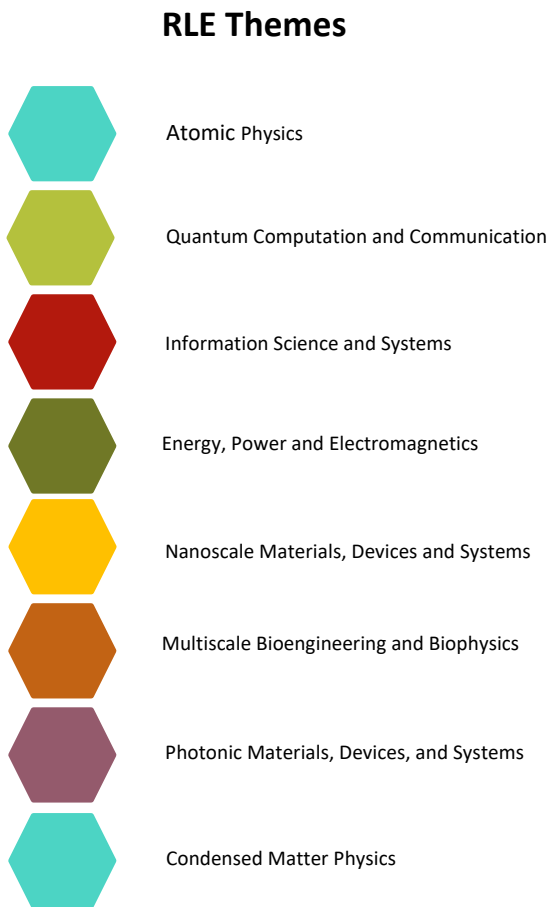 RLE Themes
Atomic Physics
Quantum Computation and Communication
Information Science and Systems
Energy, Power and Electromagnetics
Nanoscale Materials, Devices and Systems
Multiscale Bioengineering and Biophysics
Photonic Materials, Devices, and Systems
Condensed Matter Physics